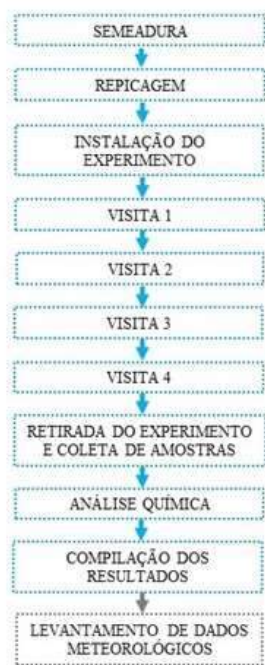 SEMEADURA
REPICAGEM
INSTALAÇÃO DO
EXPERIMENTO
VISITA 1
VISITA 2
VISITA 3
VISITA 4
RETIRADA DO EXPERIMENTO
E COLETA DE AMOSTRAS
ANÁLISE QUÍMICA
COMPILAÇÃO DOS
RESULTADOS
LEVANTAMENTO DE DADOS
METEOROLÓGICOS